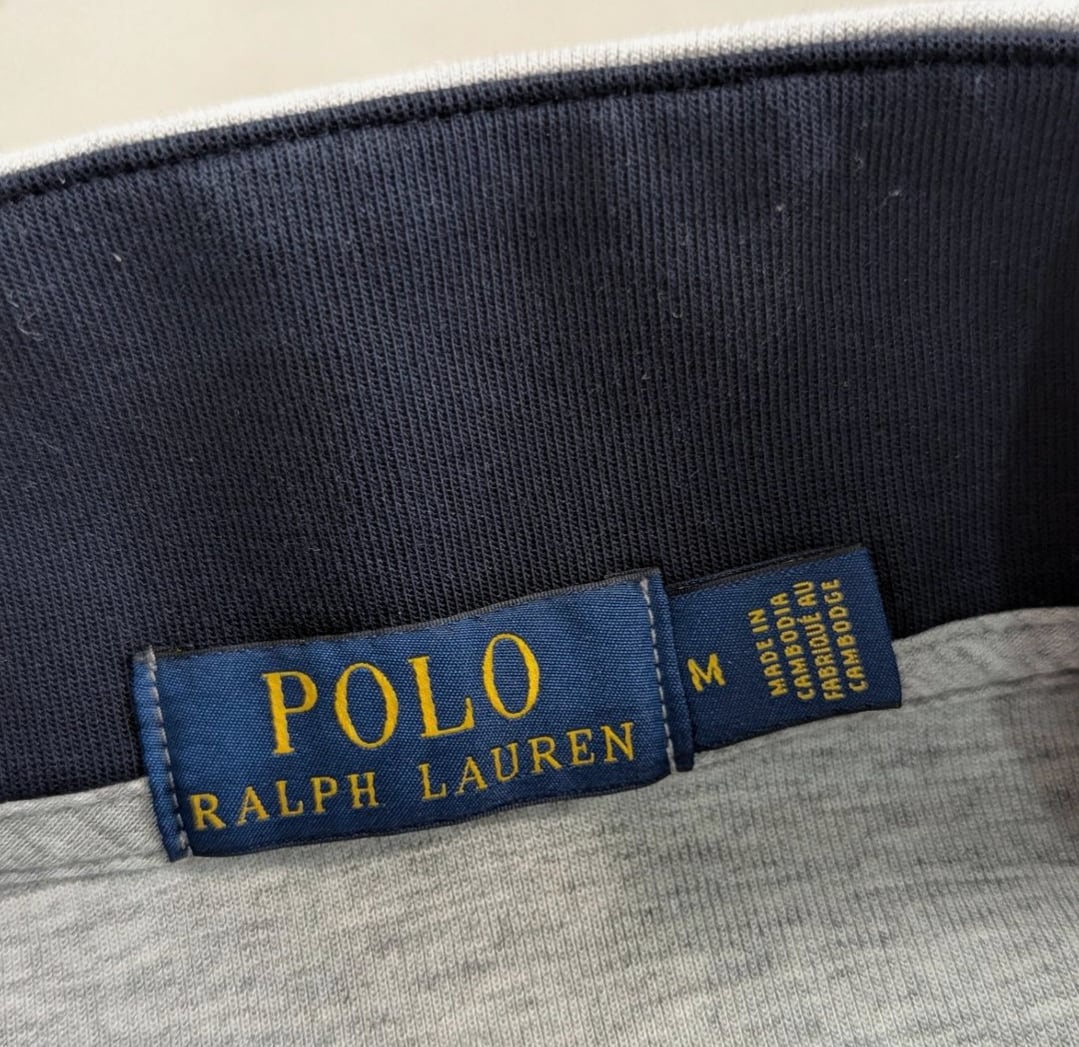 POLO
RALPH LAUREN
M
MADE IN
CAMBODIA
FABRIQUÉ AU
CAMBODGE